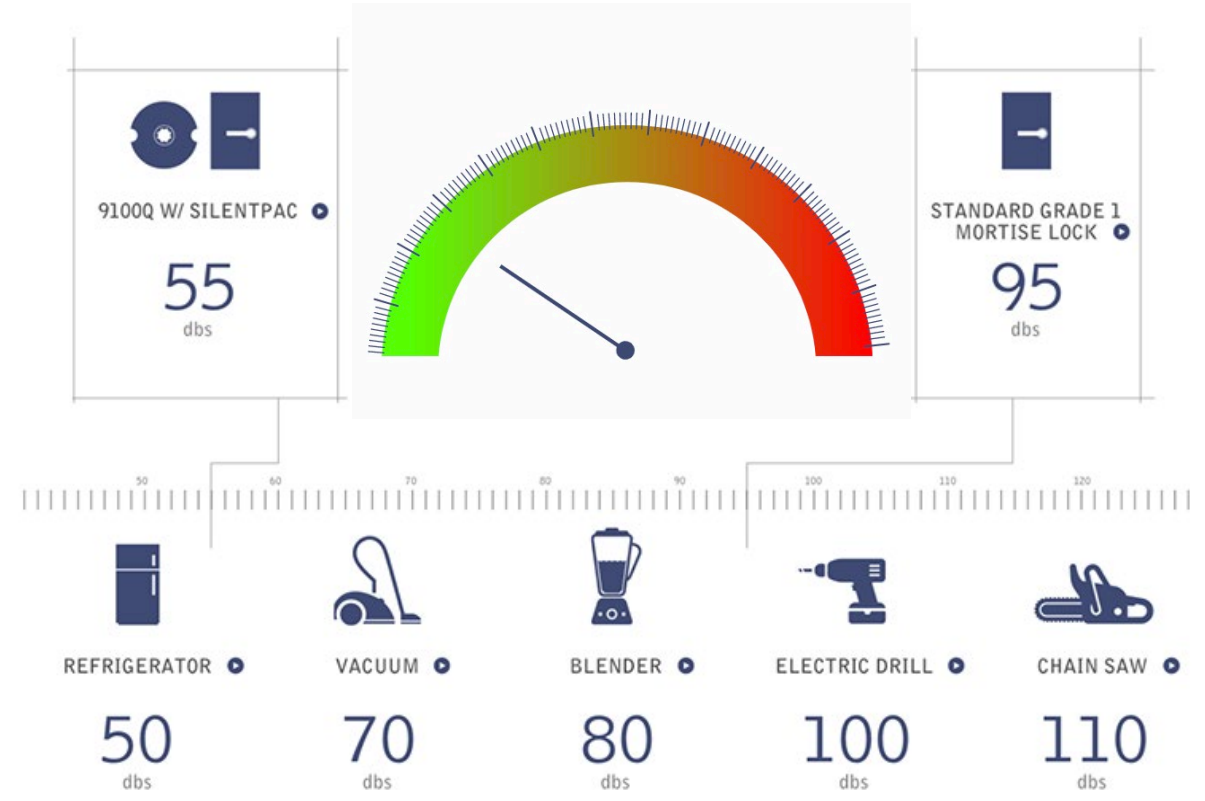 9100Q W/ SILENTPAC
55
dbs
STANDARD GRADE 1
MORTISE LOCK
95
dbs
50 60 70 80 90 100 110 120
REFRIGERATOR VACUUM BLENDER ELECTRIC DRILL CHAIN SAW
50 70 80 100 110
dbs dbs dbs dbs dbs